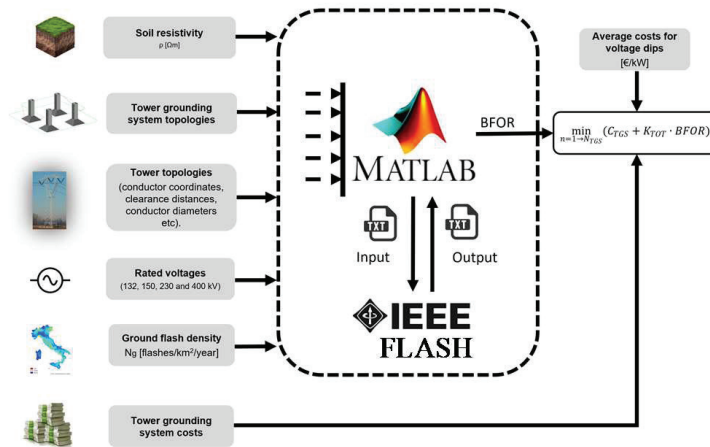 Soil resistivity
ρ [Ωm]
Tower grounding
system topologies
Tower topologies
(conductor coordinates,
clearance distances,
conductor diameters
etc).
Rated voltages
(132, 150, 230 and 400 kV)
Ground flash density
Ng [flashes/km²/year]
Tower grounding
system costs
MATLAB
TXT
TXT
Input
Output
IEEE
FLASH
BFOR
Average costs for
voltage dips
[€/kW]
min (C_TGS + K_TOT · BFOR)
n=1→N_TGS